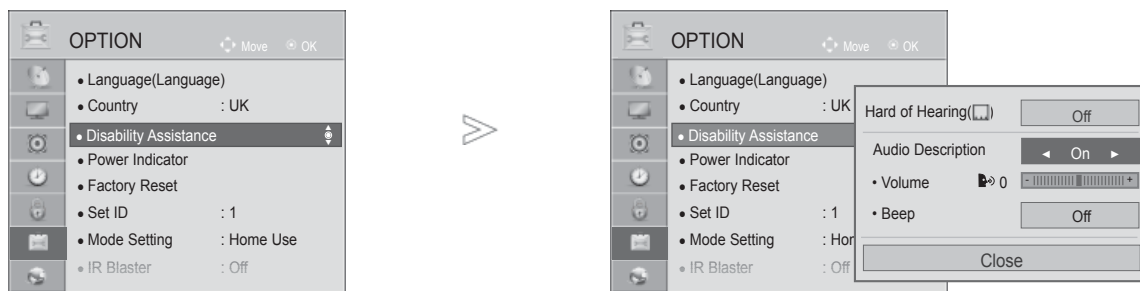 OPTION
Move OK
• Language(Language)
• Country : UK
• Disability Assistance
• Power Indicator
• Factory Reset
• Set ID : 1
• Mode Setting : Home Use
• IR Blaster : Off
OPTION
Move OK
• Language(Language)
• Country : UK
• Disability Assistance
• Power Indicator
• Factory Reset
• Set ID : 1
• Mode Setting : Hor
• IR Blaster : Off
Hard of Hearing( ) Off
Audio Description ◄ On ►
• Volume 0 - +
• Beep Off
Close